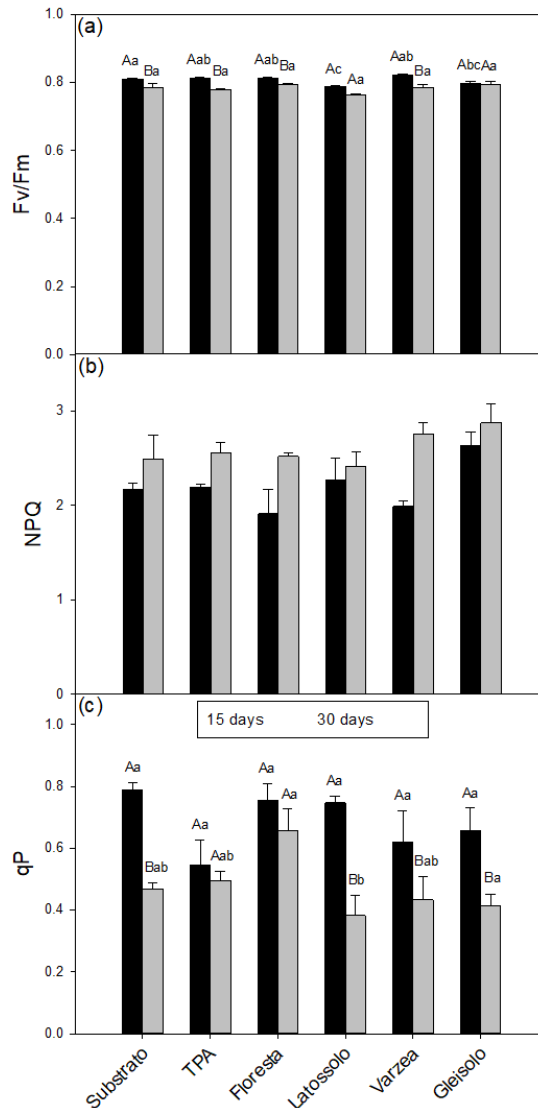 (a)
1.0
0.8
0.6
0.4
0.2
0.0
Fv/Fm
Aa Ba Aab Ba Aab Ba Ac Aa Aab Ba Abc Aa
(b)
3
2
1
0
NPQ
(c)
15 days 30 days
1.0
0.8
0.6
0.4
0.2
0.0
qP
Aa Bab Aa Aab Aa Aa Aa Bb Aa Bab Aa Ba
Substrato TPA Floresta Latossolo Varzea Gleisolo